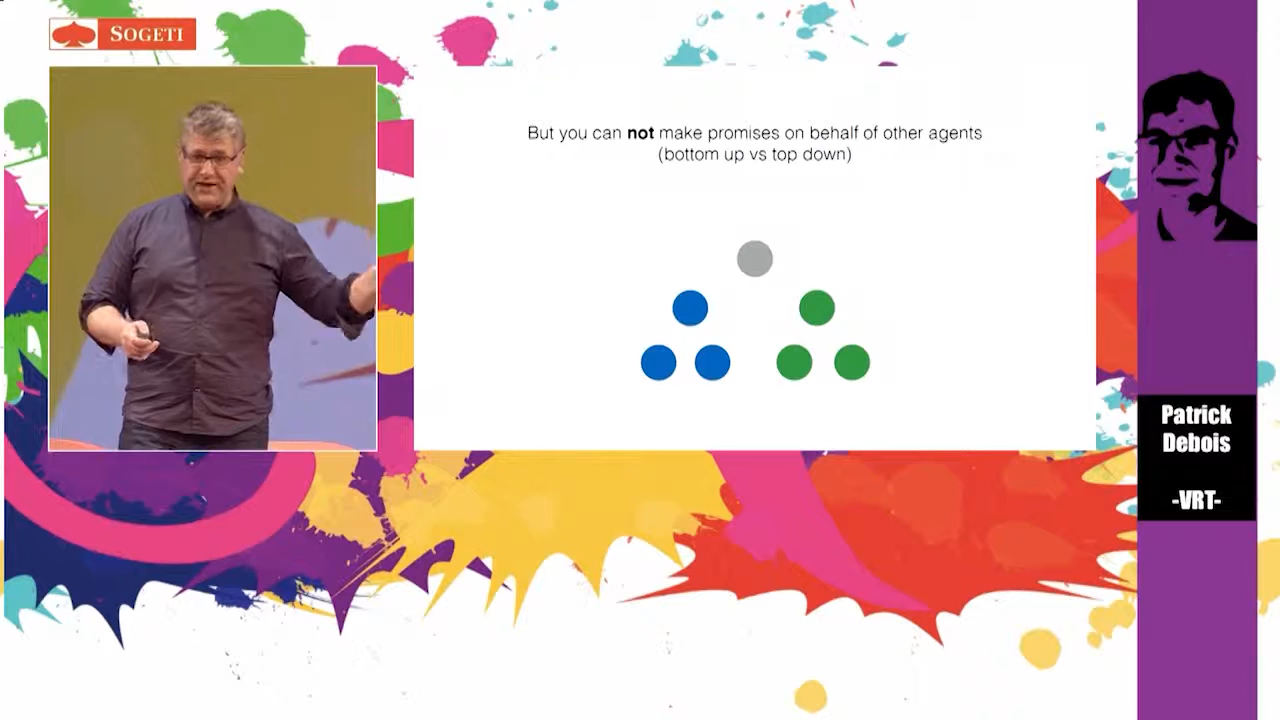 SOGETI
But you can not make promises on behalf of other agents
(bottom up vs top down)
Patrick
Debois
-VRT-